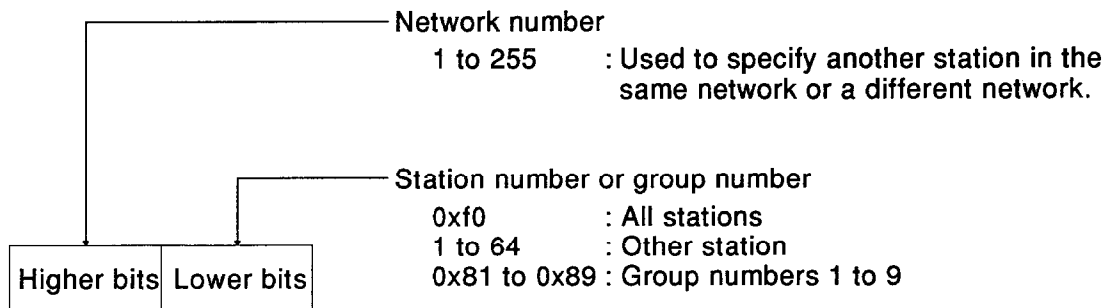 Network number
1 to 255 : Used to specify another station in the
same network or a different network.
Station number or group number
0xf0 : All stations
1 to 64 : Other station
0x81 to 0x89 : Group numbers 1 to 9
Higher bits Lower bits